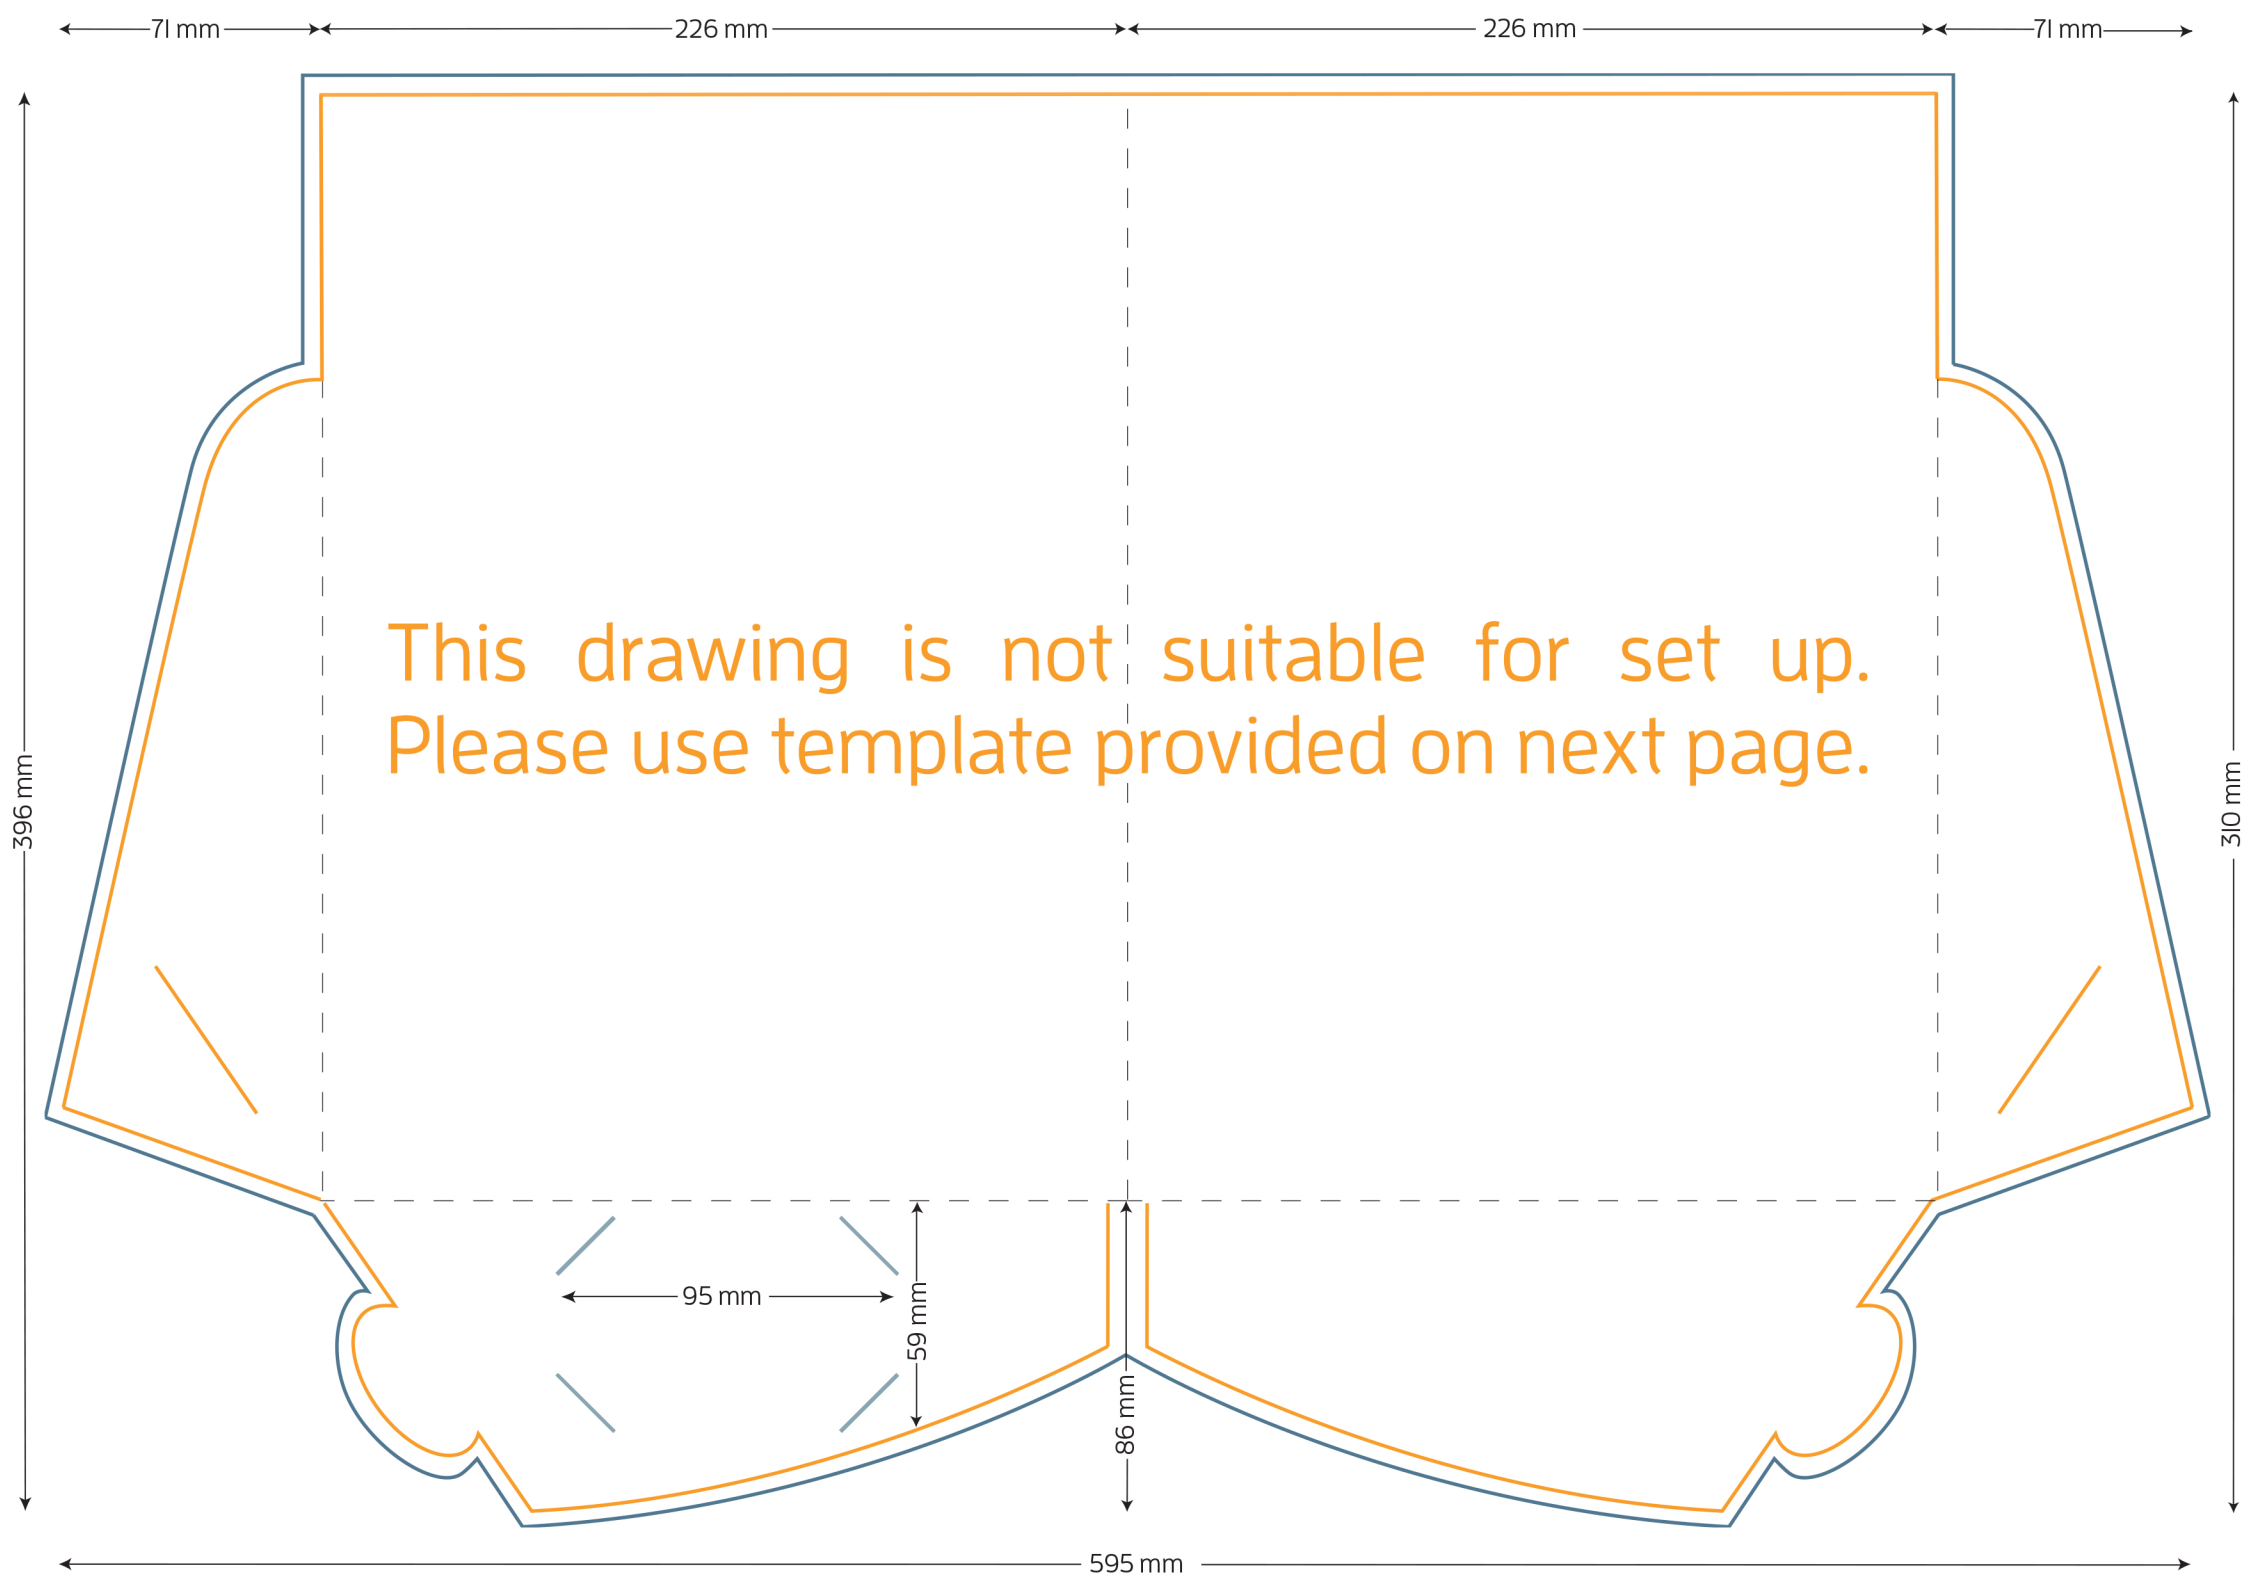 71 mm 226 mm 226 mm 71 mm
This drawing is not suitable for set up.
Please use template provided on next page.
396 mm
310 mm
95 mm
59 mm
86 mm
595 mm